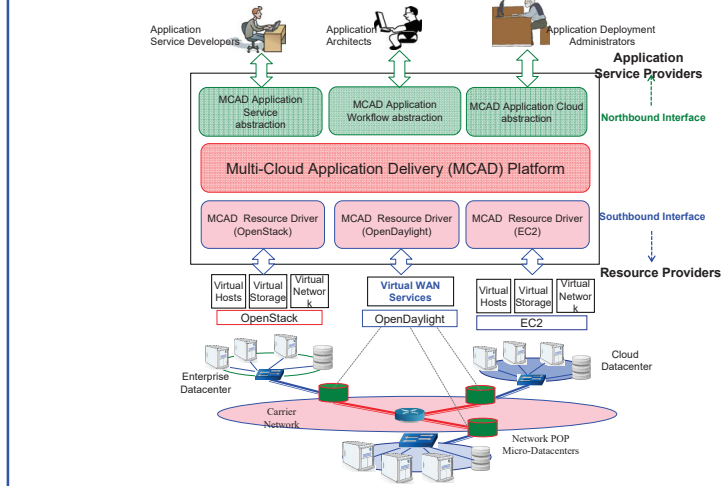 Application
Service Developers
Application
Architects
Application Deployment
Administrators
Application
Service Providers
MCAD Application
Service
abstraction
MCAD Application
Workflow abstraction
MCAD Application Cloud
abstraction
Northbound Interface
Multi-Cloud Application Delivery (MCAD) Platform
MCAD Resource Driver
(OpenStack)
MCAD Resource Driver
(OpenDaylight)
MCAD Resource Driver
(EC2)
Southbound Interface
Resource Providers
Virtual
Hosts
Virtual
Storage
Virtual
Networ
k
OpenStack
Virtual WAN
Services
OpenDaylight
Virtual
Hosts
Virtual
Storage
Virtual
Networ
k
EC2
Enterprise
Datacenter
Cloud
Datacenter
Carrier
Network
Network POP
Micro-Datacenters